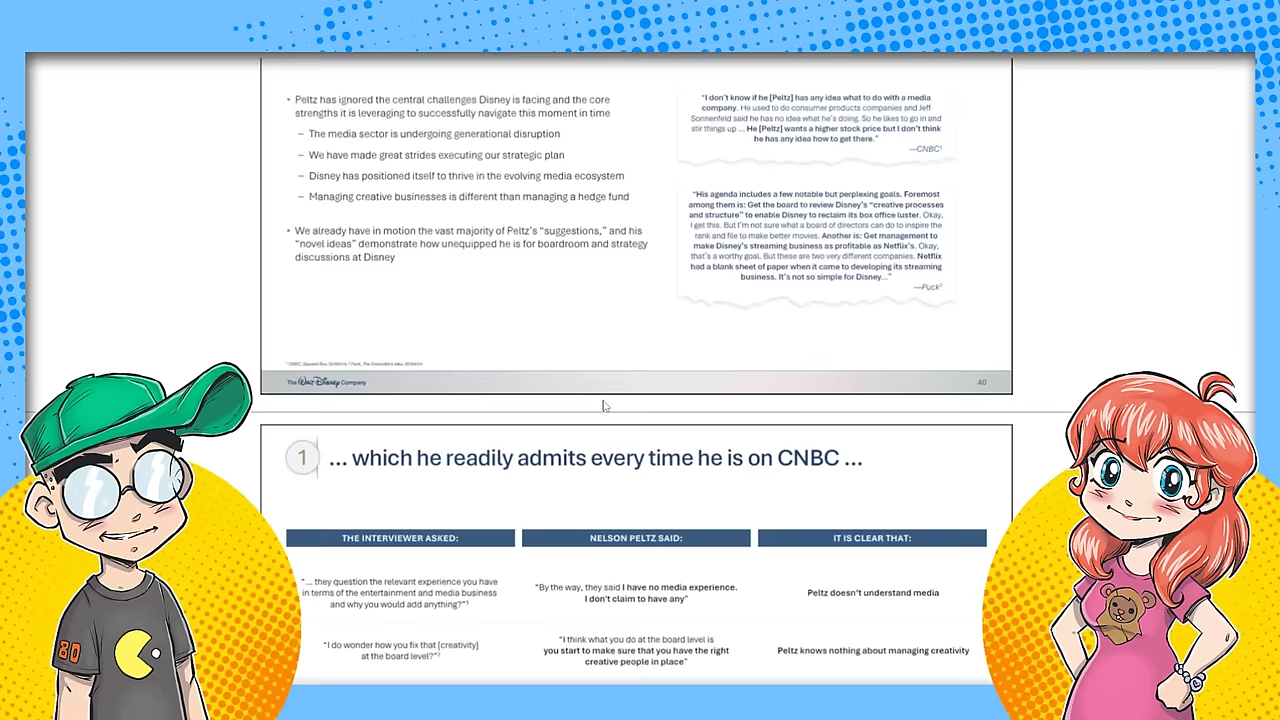 • Peltz has ignored the central challenges Disney is facing and the core
strengths it is leveraging to successfully navigate this moment in time
– The media sector is undergoing generational disruption
– We have made great strides executing our strategic plan
– Disney has positioned itself to thrive in the evolving media ecosystem
– Managing creative businesses is different than managing a hedge fund
• We already have in motion the vast majority of Peltz's "suggestions," and his
"novel ideas" demonstrate how unequipped he is for boardroom and strategy
discussions at Disney
"I don't know if he [Peltz] has any idea what to do with a media
company. He used to do consumer products companies and Jeff
Sonnenfeld said he has no idea what he's doing. So he likes to go in and
stir things up ... He [Peltz] wants a higher stock price but I don't think
he has any idea how to get there."
—CNBC¹
"His agenda includes a few notable but perplexing goals. Foremost
among them is: Get the board to review Disney's "creative processes
and structure" to enable Disney to reclaim its box office luster. Okay,
I get this. But I'm not sure what a board of directors can do to inspire the
rank and file to make better movies. Another is: Get management to
make Disney's streaming business as profitable as Netflix's. Okay,
that's a worthy goal. But these are two very different companies. Netflix
had a blank sheet of paper when it came to developing its streaming
business. It's not so simple for Disney..."
—Puck²
The Walt Disney Company
40
1
... which he readily admits every time he is on CNBC ...
THE INTERVIEWER ASKED:
NELSON PELTZ SAID:
IT IS CLEAR THAT:
"... they question the relevant experience you have
in terms of the entertainment and media business
and why you would add anything?"¹
"By the way, they said I have no media experience.
I don't claim to have any"
Peltz doesn't understand media
"I do wonder how you fix that [creativity]
at the board level?"²
"I think what you do at the board level is
you start to make sure that you have the right
creative people in place"
Peltz knows nothing about managing creativity
80